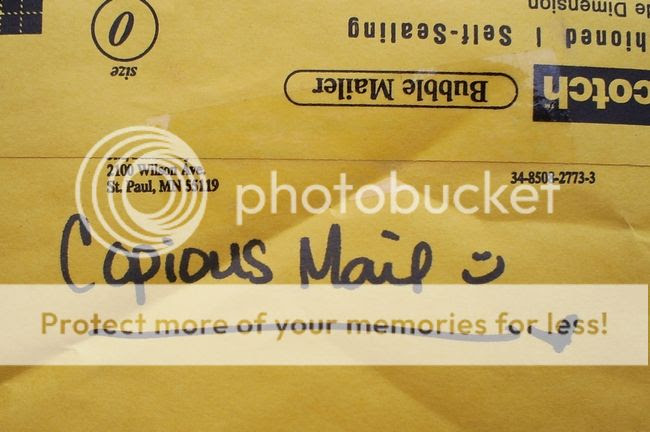 Dimension
hioned | Self-Sealing
cotch
Bubble Mailer
size
0
2100 Wilson Ave.
St. Paul, MN 55119
34-8503-2773-3
photobucket
Copious Mail
Protect more of your memories for less!